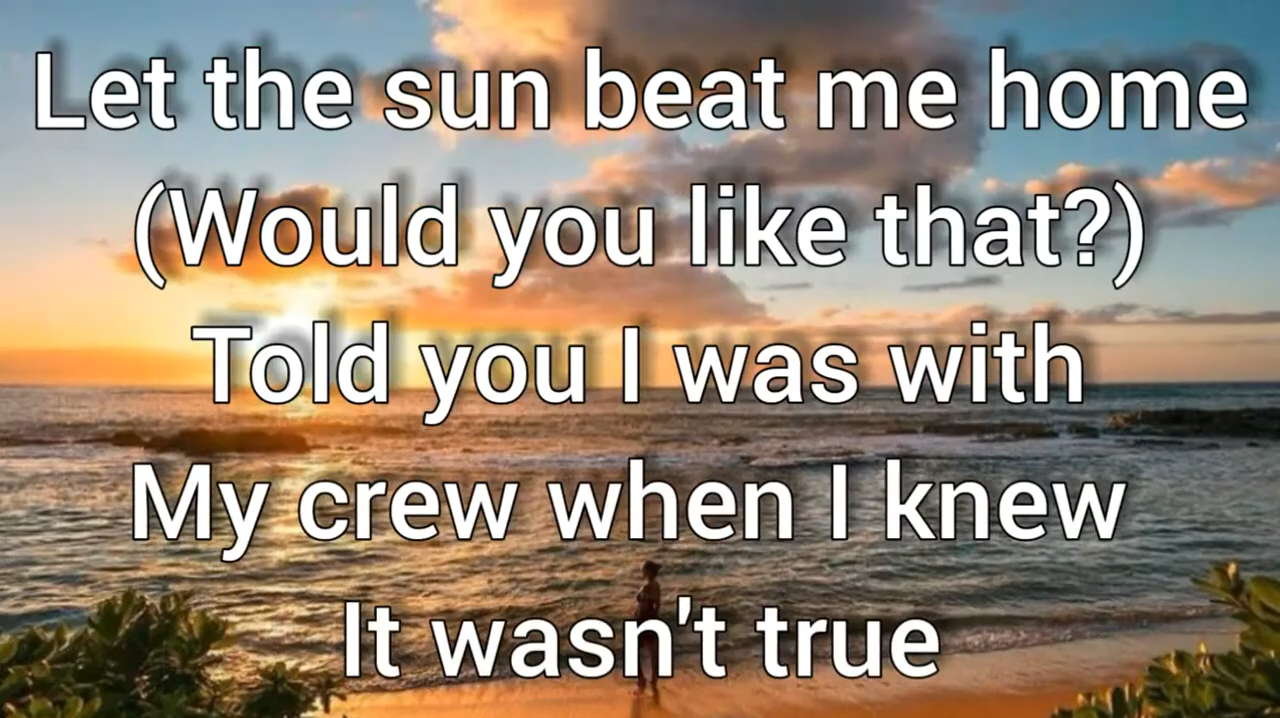 Let the sun beat me home
(Would you like that?)
Told you I was with
My crew when I knew
It wasn't true